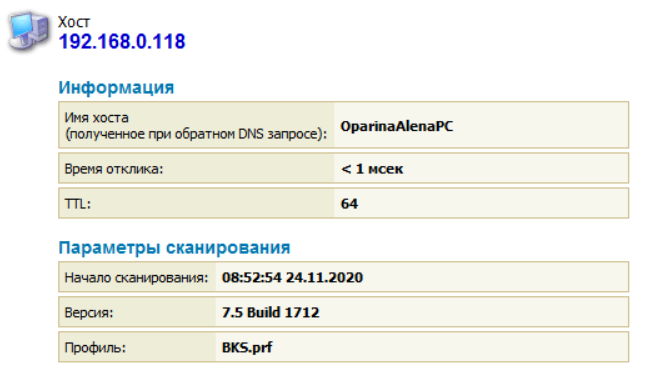 Хост
192.168.0.118
Информация
Имя хоста
(полученное при обратном DNS запросе): OparinaAlenaPC
Время отклика: < 1 мсек
TTL: 64
Параметры сканирования
Начало сканирования: 08:52:54 24.11.2020
Версия: 7.5 Build 1712
Профиль: BKS.prf